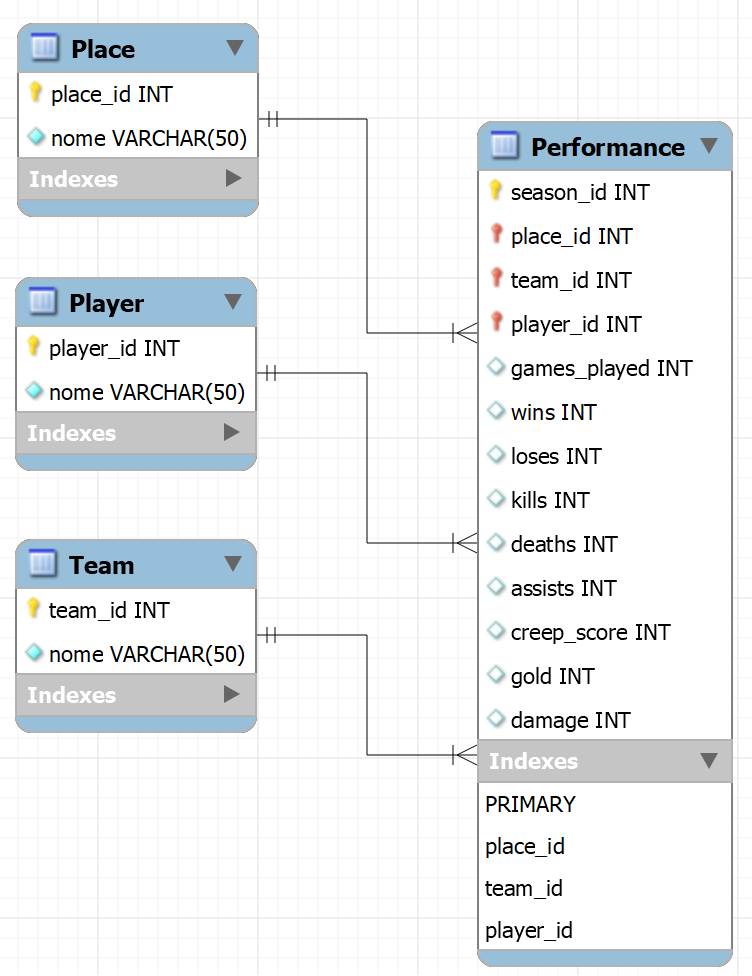 Place
place_id INT
nome VARCHAR(50)
Indexes
Player
player_id INT
nome VARCHAR(50)
Indexes
Team
team_id INT
nome VARCHAR(50)
Indexes
Performance
season_id INT
place_id INT
team_id INT
player_id INT
games_played INT
wins INT
loses INT
kills INT
deaths INT
assists INT
creep_score INT
gold INT
damage INT
Indexes
PRIMARY
place_id
team_id
player_id